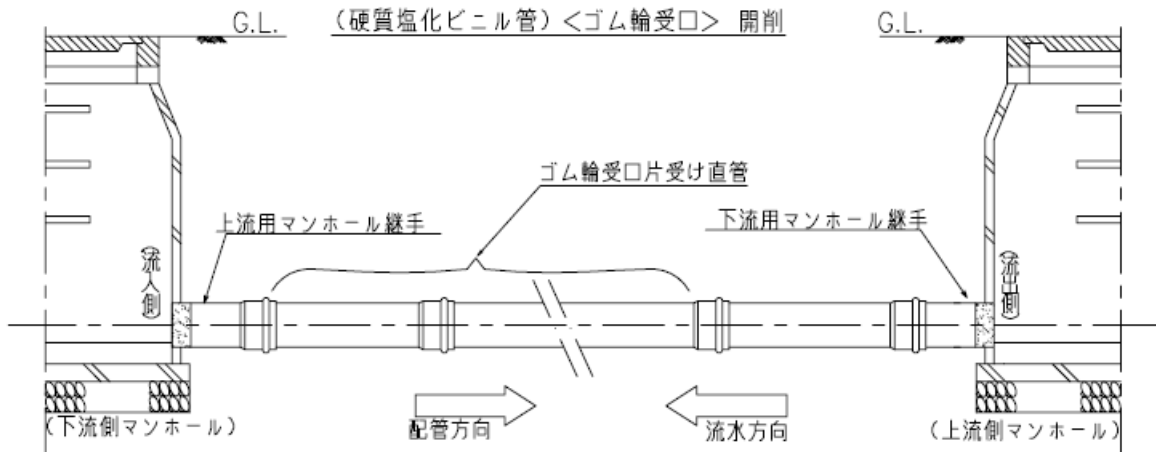 G.L.
(硬質塩化ビニル管)<ゴム輪受口> 開削
G.L.
ゴム輪受口片受け直管
上流用マンホール継手
下流用マンホール継手
(流入側)
(流出側)
(下流側マンホール)
配管方向
流水方向
(上流側マンホール)